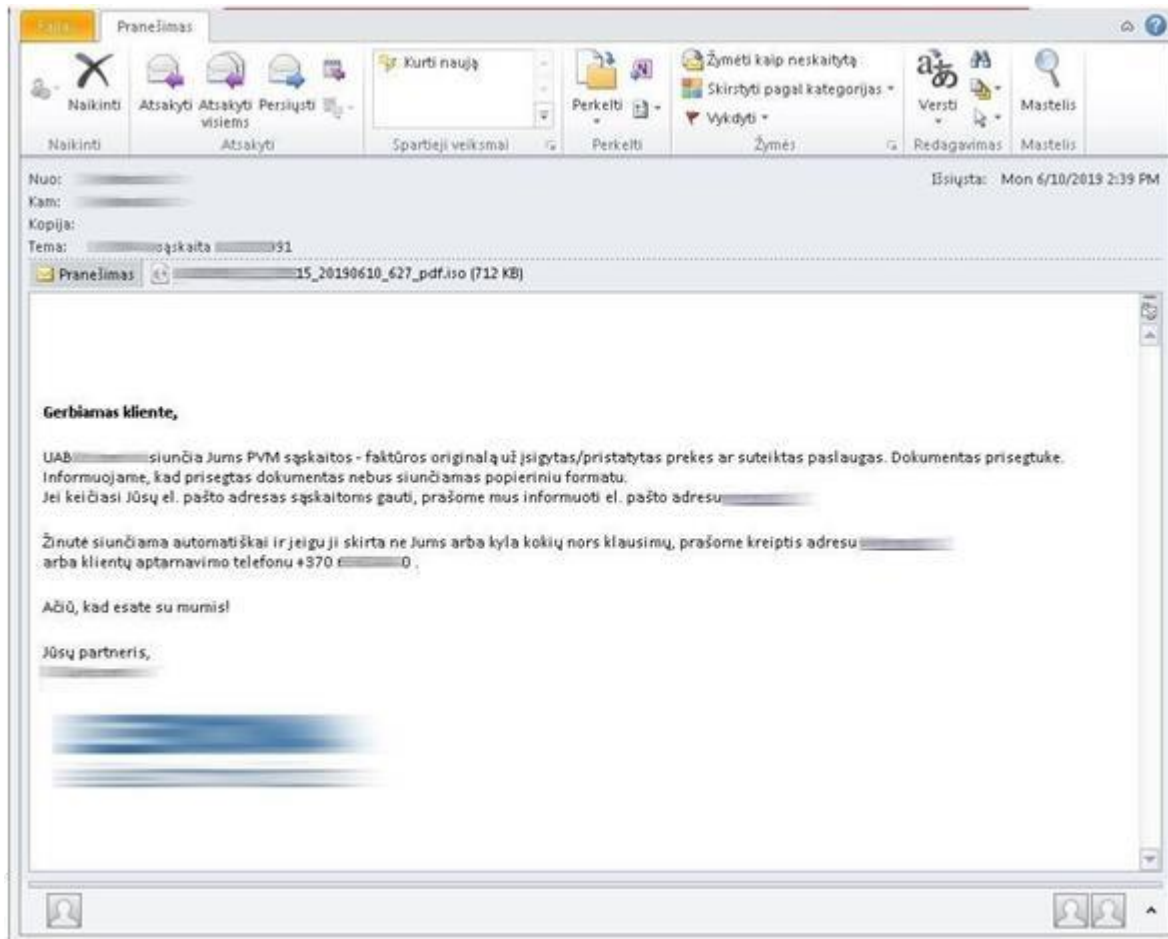 Pranešimas
Kurti naują
Žymėti kaip neskaitytą
Skirstyti pagal kategorijas
Vykdyti
Naikinti Atsakyti Atsakyti visiems Persiųsti Perkelti Versti Mastelis
Naikinti Atsakyti Spartieji veiksmai Perkelti Žymės Redagavimas Mastelis
Nuo: Išsiųsta: Mon 6/10/2019 2:39 PM
Kam:
Kopija:
Tema: sąskaita 91
Pranešimas 15_20190610_627_pdf.iso (712 KB)
Gerbiamas kliente,
UAB siunčia Jums PVM sąskaitos - faktūros originalą už įsigytas/pristatytas prekes ar suteiktas paslaugas. Dokumentas prisegtuke.
Informuojame, kad prisegtas dokumentas nebus siunčiamas popieriniu formatu.
Jei keičiasi Jūsų el. pašto adresas sąskaitoms gauti, prašome mus informuoti el. pašto adresu
Žinutė siunčiama automatiškai ir jeigu ji skirta ne Jums arba kyla kokių nors klausimų, prašome kreiptis adresu
arba klientų aptarnavimo telefonu +370 0 .
Ačiū, kad esate su mumis!
Jūsų partneris,